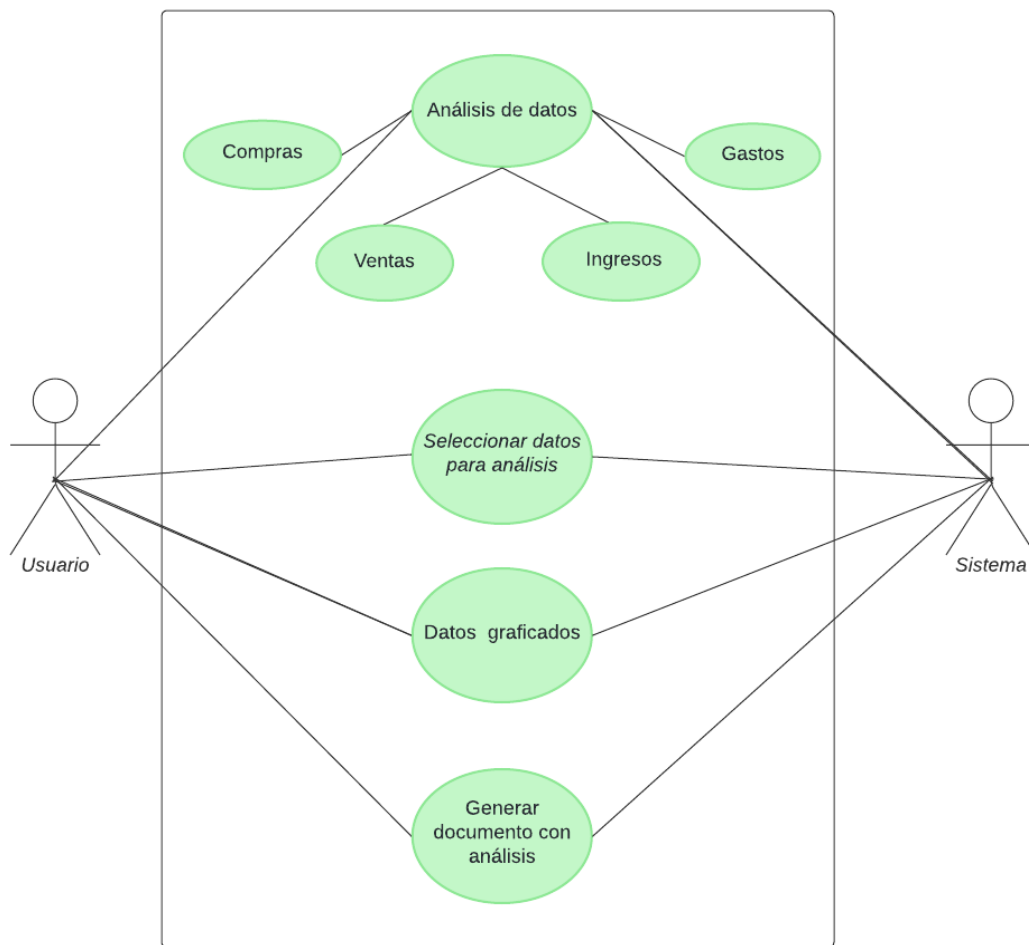 Análisis de datos
Compras
Gastos
Ventas
Ingresos
Seleccionar datos
para análisis
Usuario
Sistema
Datos  graficados
Generar
documento con
análisis